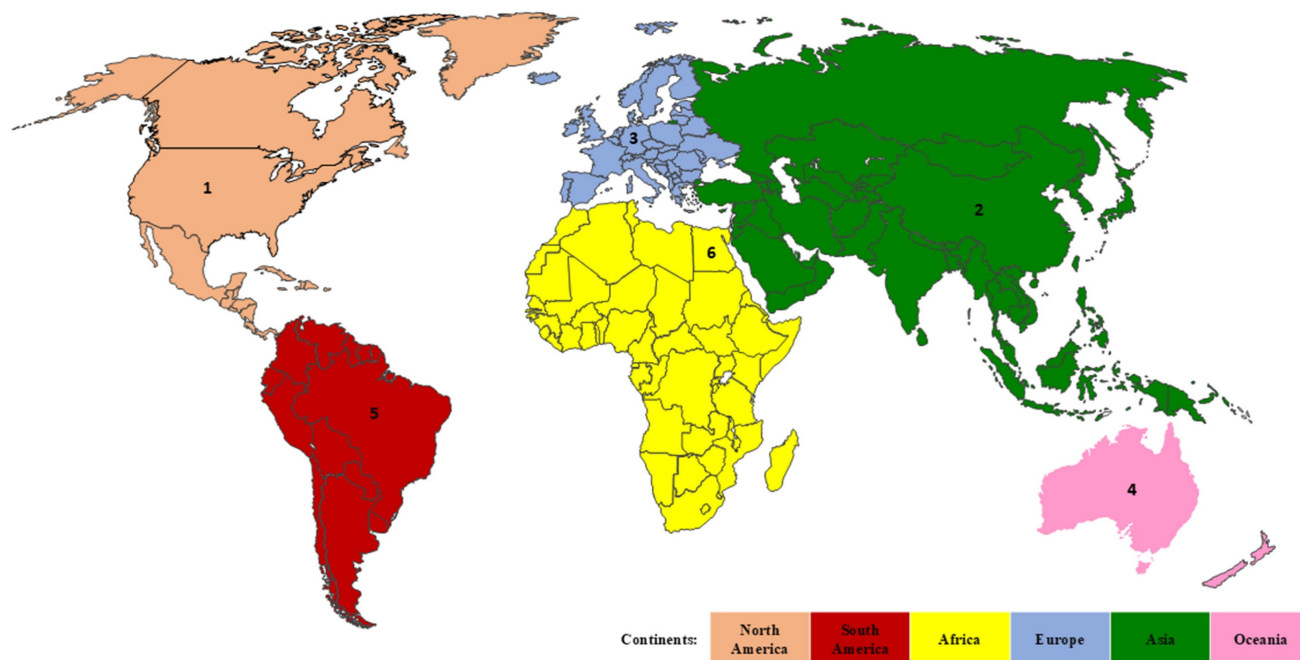 3
1
2
6
5
4
Continents:
North
America
South
America
Africa
Europe
Asia
Oceania